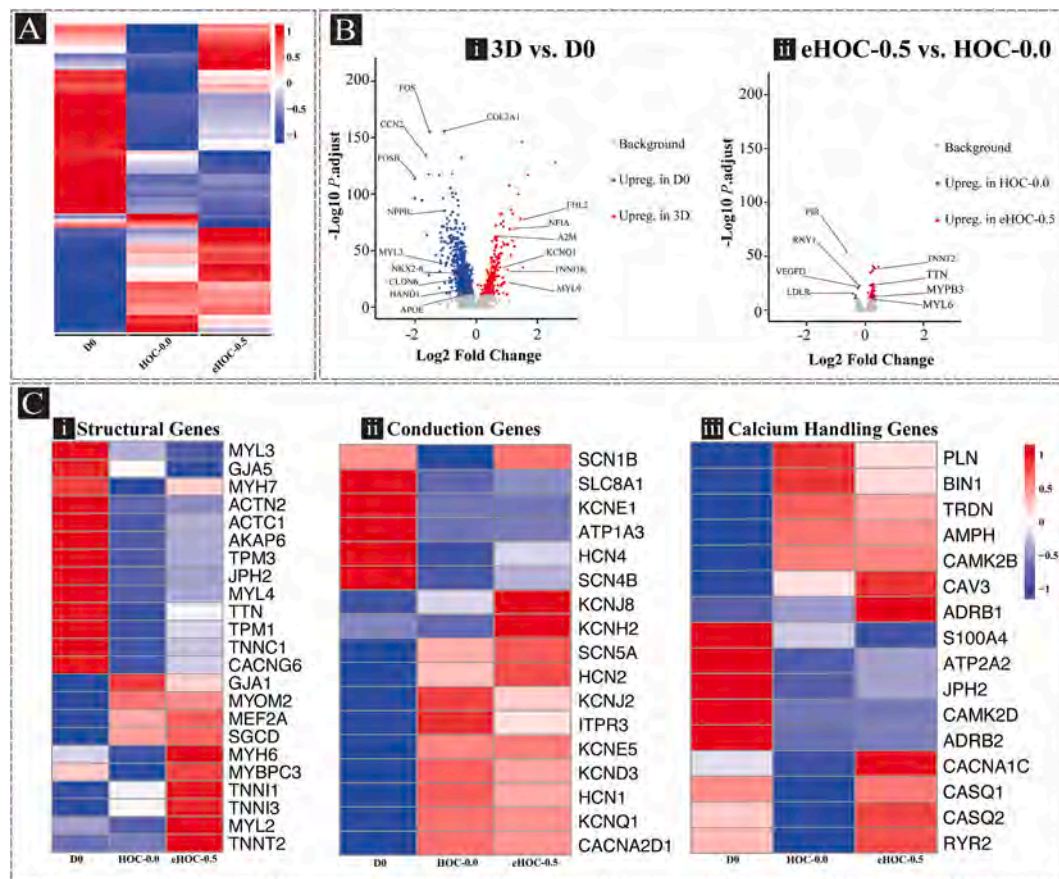 A
1
0.5
0
−0.5
−1
D0
HOC-0.0
eHOC-0.5
B
i 3D vs. D0
-Log10 P.adjust
200
150
100
50
0
-2
0
2
Log2 Fold Change
FOS
COL2A1
CCN2
FOSB
NPPB
MYL3
NKX2-5
CLDN6
HAND1
APOE
FHL2
NFIA
A2M
KCNQ1
TNNI3K
MYL9
Background
Upreg. in D0
Upreg. in 3D
ii eHOC-0.5 vs. HOC-0.0
-Log10 P.adjust
200
150
100
50
0
-2
0
2
Log2 Fold Change
RNY1
VEGFD
LDLR
TNNT2
TTN
MYPB3
MYL6
Background
Upreg. in HOC-0.0
Upreg. in eHOC-0.5
C
i Structural Genes
MYL3
GJA5
MYH7
ACTN2
ACTC1
AKAP6
TPM3
JPH2
MYL4
TTN
TPM1
TNNC1
CACNG6
GJA1
MYOM2
MEF2A
SGCD
MYH6
MYBPC3
TNNI1
TNNI3
MYL2
TNNT2
D0
HOC-0.0
eHOC-0.5
ii Conduction Genes
SCN1B
SLC8A1
KCNE1
ATP1A3
HCN4
SCN4B
KCNJ8
KCNH2
SCN5A
HCN2
KCNJ2
ITPR3
KCNE5
KCND3
HCN1
KCNQ1
CACNA2D1
D0
HOC-0.0
eHOC-0.5
iii Calcium Handling Genes
PLN
BIN1
TRDN
AMPH
CAMK2B
CAV3
ADRB1
S100A4
ATP2A2
JPH2
CAMK2D
ADRB2
CACNA1C
CASQ1
CASQ2
RYR2
D0
HOC-0.0
eHOC-0.5
1
0.5
0
−0.5
−1